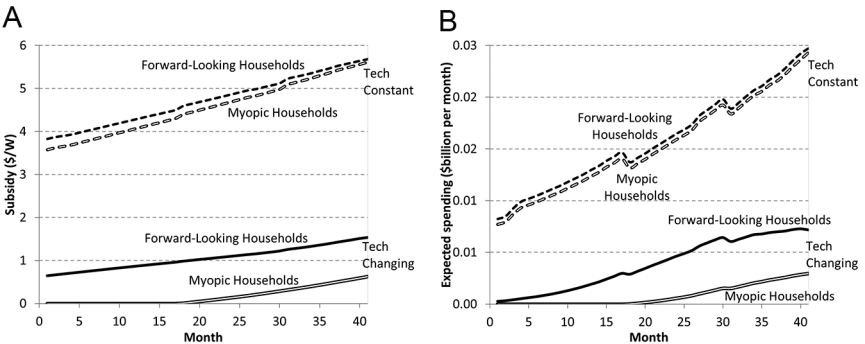 A
Subsidy ($/W)
6
5
4
3
2
1
0
Forward-Looking Households
Myopic Households
Tech
Constant
Forward-Looking Households
Myopic Households
Tech
Changing
0 5 10 15 20 25 30 35 40
Month
B
Expected spending ($billion per month)
0.03
0.02
0.02
0.01
0.01
0.00
Forward-Looking
Households
Myopic
Households
Tech
Constant
Forward-Looking Households
Tech
Changing
Myopic Households
0 5 10 15 20 25 30 35 40
Month